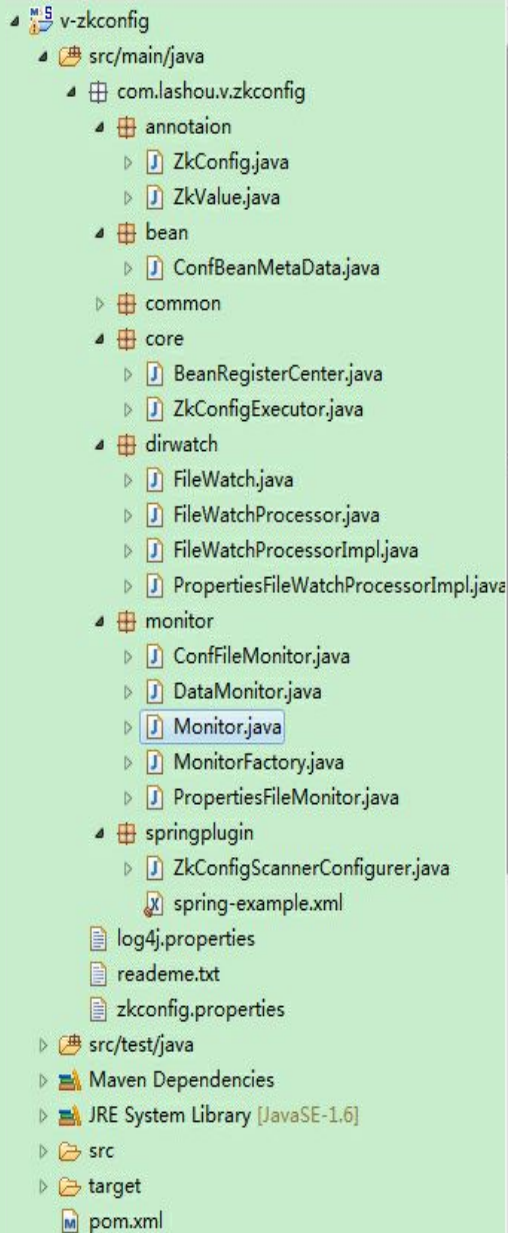 v-zkconfig
src/main/java
com.lashou.v.zkconfig
annotaion
ZkConfig.java
ZkValue.java
bean
ConfBeanMetaData.java
common
core
BeanRegisterCenter.java
ZkConfigExecutor.java
dirwatch
FileWatch.java
FileWatchProcessor.java
FileWatchProcessorImpl.java
PropertiesFileWatchProcessorImpl.java
monitor
ConfFileMonitor.java
DataMonitor.java
Monitor.java
MonitorFactory.java
PropertiesFileMonitor.java
springplugin
ZkConfigScannerConfigurer.java
spring-example.xml
log4j.properties
reademe.txt
zkconfig.properties
src/test/java
Maven Dependencies
JRE System Library [JavaSE-1.6]
src
target
pom.xml